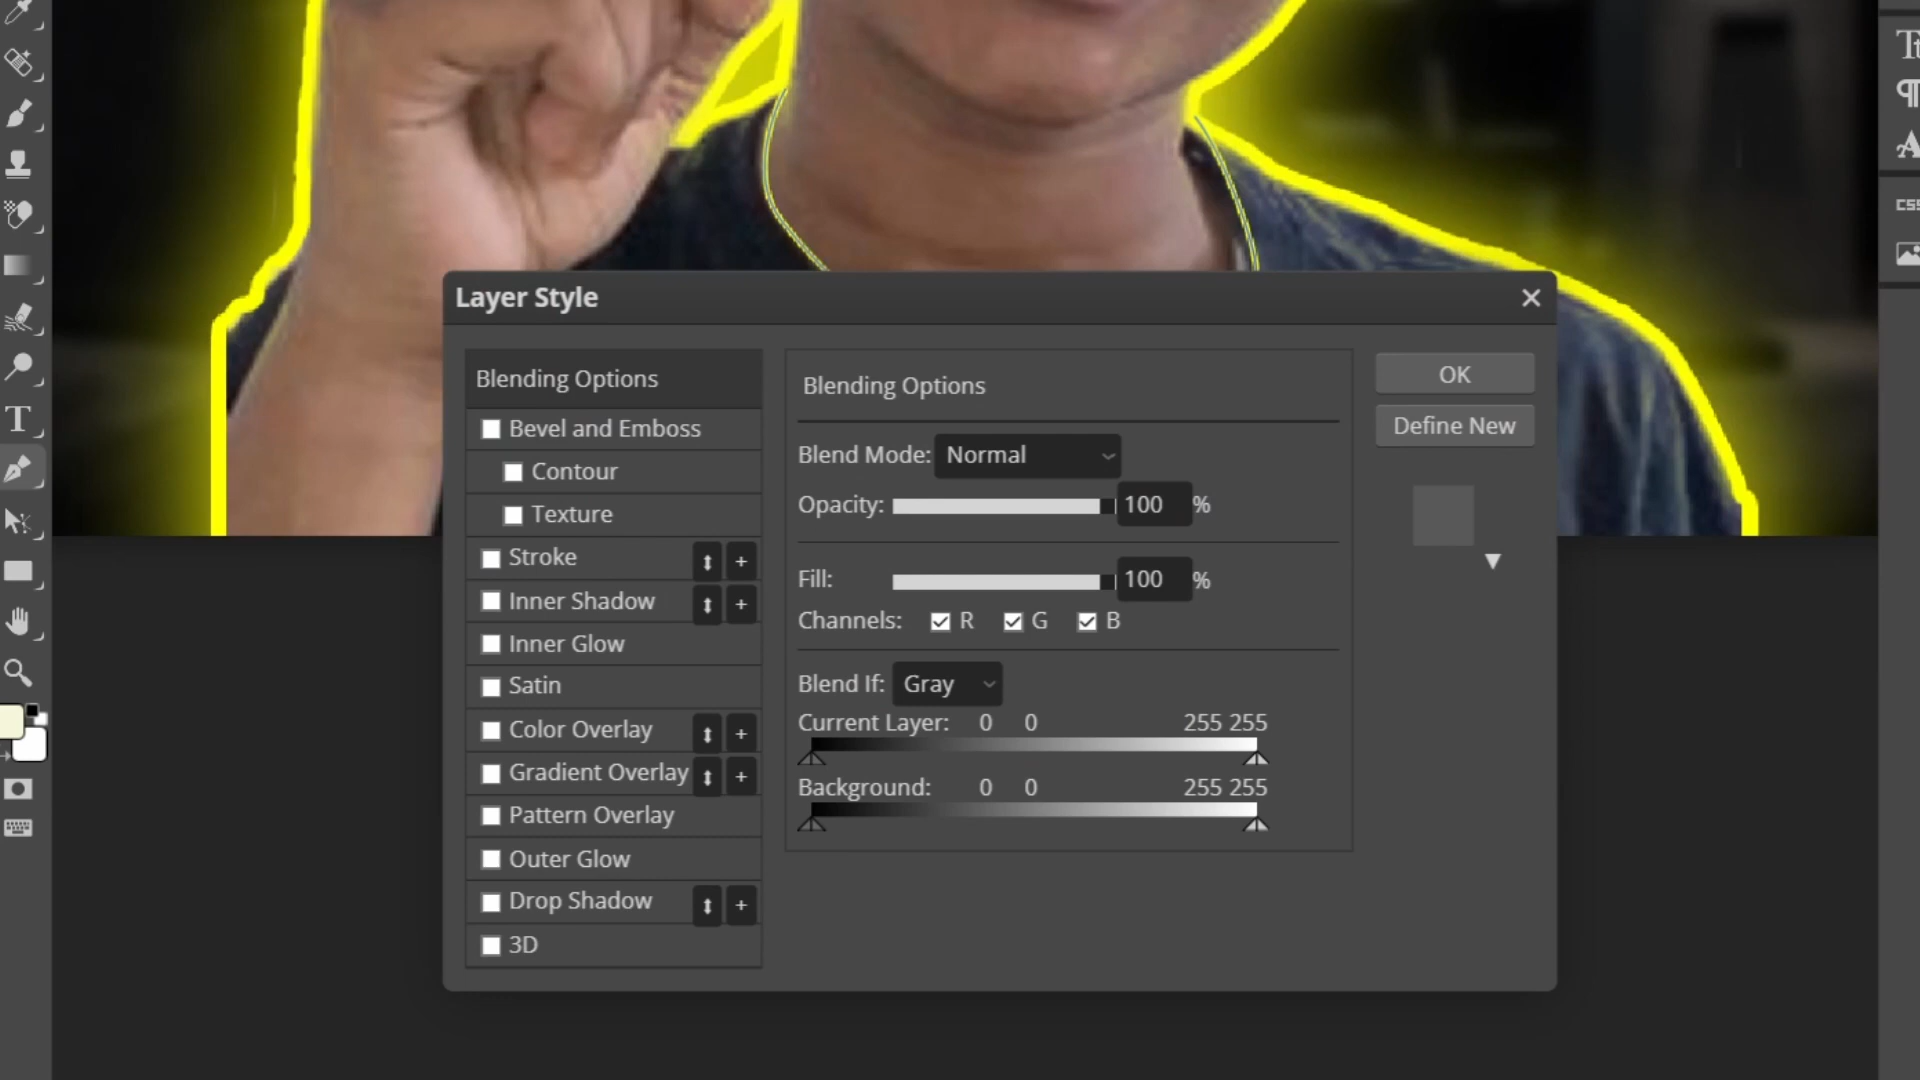 Layer Style
Blending Options
Bevel and Emboss
Contour
Texture
Stroke
Inner Shadow
Inner Glow
Satin
Color Overlay
Gradient Overlay
Pattern Overlay
Outer Glow
Drop Shadow
3D
Blending Options
Blend Mode: Normal
Opacity: 100 %
Fill: 100 %
Channels: R G B
Blend If: Gray
Current Layer: 0 0 255 255
Background: 0 0 255 255
OK
Define New
CSS